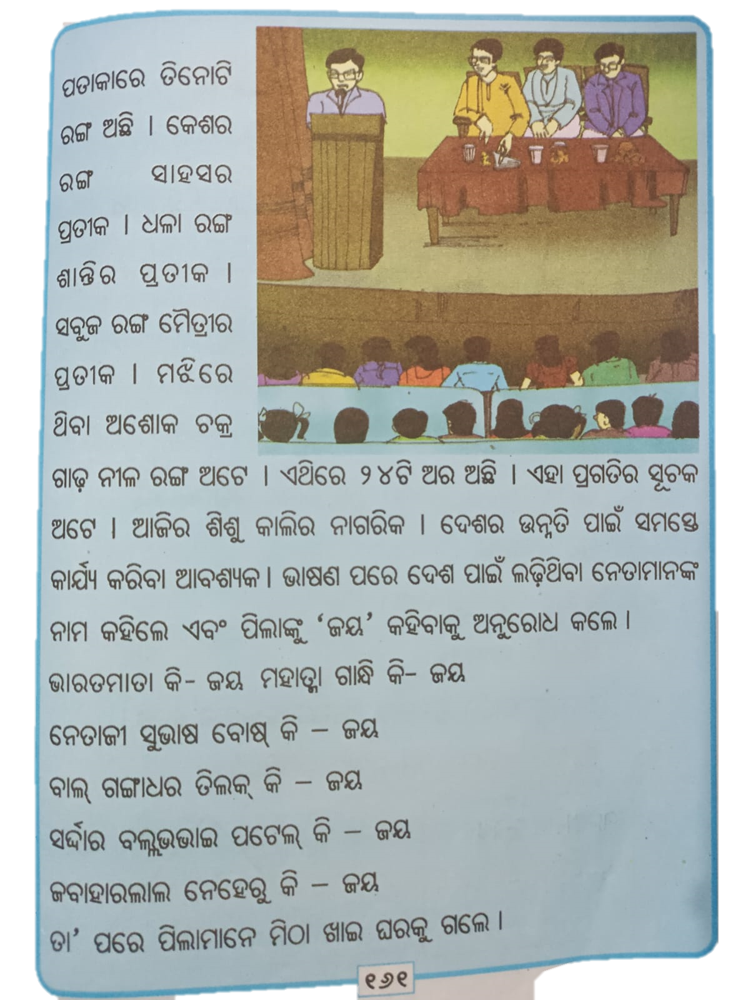 ପତାକାରେ ତିନୋଟି
ରଙ୍ଗ ଅଛି । କେଶର
ରଙ୍ଗ ସାହସର
ପ୍ରତୀକ । ଧଳା ରଙ୍ଗ
ଶାନ୍ତିର ପ୍ରତୀକ ।
ସବୁଜ ରଙ୍ଗ ମୈତ୍ରୀର
ପ୍ରତୀକ । ମଝିରେ
ଥିବା ଅଶୋକ ଚକ୍ର
ଗାଢ଼ ନୀଳ ରଙ୍ଗ ଅଟେ । ଏଥିରେ ୨୪ଟି ଅର ଅଛି । ଏହା ପ୍ରଗତିର ସୂଚକ
ଅଟେ । ଆଜିର ଶିଶୁ କାଲିର ନାଗରିକ । ଦେଶର ଉନ୍ନତି ପାଇଁ ସମସ୍ତେ
କାର୍ଯ୍ୟ କରିବା ଆବଶ୍ୟକ । ଭାଷଣ ପରେ ଦେଶ ପାଇଁ ଲଢ଼ିଥିବା ନେତାମାନଙ୍କ
ନାମ କହିଲେ ଏବଂ ପିଲାଙ୍କୁ ‘ଜୟ’ କହିବାକୁ ଅନୁରୋଧ କଲେ ।
ଭାରତମାତା କି- ଜୟ ମହାତ୍ମା ଗାନ୍ଧି କି- ଜୟ
ନେତାଜୀ ସୁଭାଷ ବୋଷ୍ କି – ଜୟ
ବାଲ୍ ଗଙ୍ଗାଧର ତିଲକ୍ କି – ଜୟ
ସର୍ଦ୍ଦାର ବଲ୍ଲଭଭାଇ ପଟେଲ୍ କି – ଜୟ
ଜବାହାରଲାଲ ନେହେରୁ କି – ଜୟ
ତା’ ପରେ ପିଲାମାନେ ମିଠା ଖାଇ ଘରକୁ ଗଲେ ।
୧୬୧